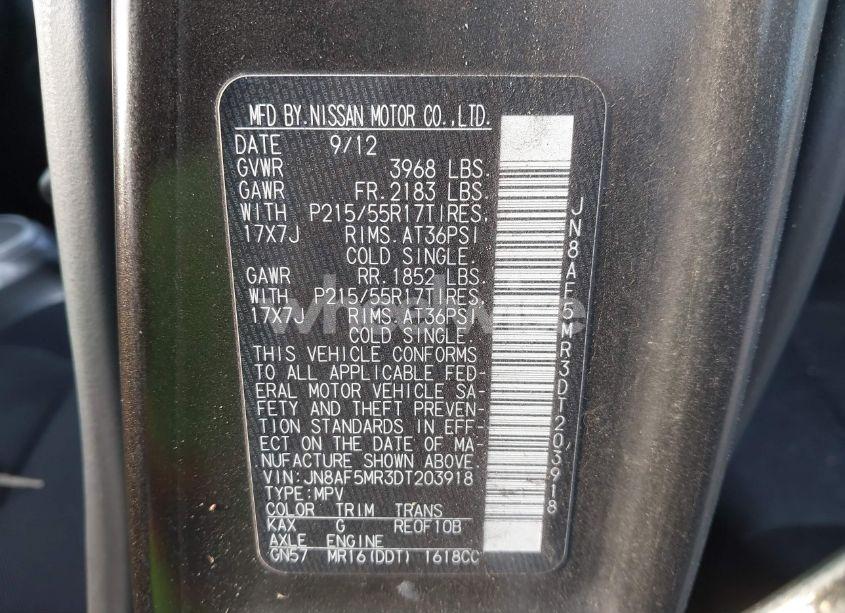 MFD BY.NISSAN MOTOR CO.,LTD.
DATE 9/12
GVWR 3968 LBS.
GAWR FR.2183 LBS.
WITH P215/55R17TIRES.
17X7J RIMS.AT36PSI
COLD SINGLE.
GAWR RR.1852 LBS.
WITH P215/55R17TIRES.
17X7J RIMS.AT36PSI
COLD SINGLE.
THIS VEHICLE CONFORMS
TO ALL APPLICABLE FED-
ERAL MOTOR VEHICLE SA-
FETY AND THEFT PREVEN-
TION STANDARDS IN EFF-
ECT ON THE DATE OF MA-
NUFACTURE SHOWN ABOVE.
VIN:JN8AF5MR3DT203918
TYPE:MPV
COLOR TRIM TRANS
KAX G RE0F10B
AXLE ENGINE
GN57 MR16(DDT) 1618CC
JN8AF5MR3DT203918